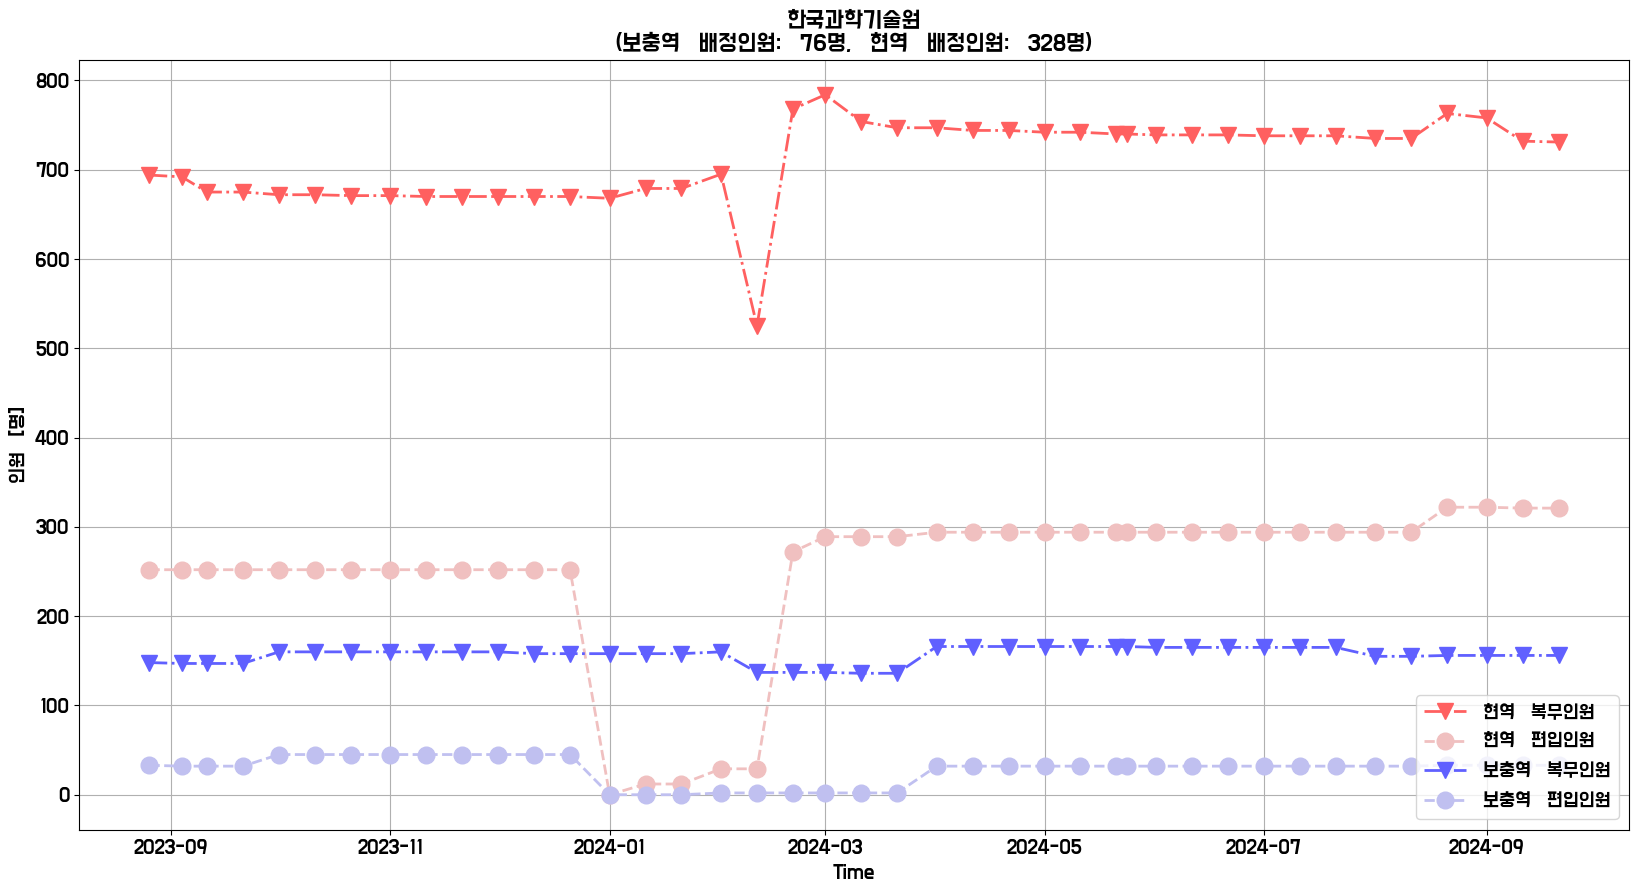 한국과학기술원
(보충역 배정인원: 76명, 현역 배정인원: 328명)
800
700
600
500
400
300
200
100
0
인원 [명]
현역 복무인원
현역 편입인원
보충역 복무인원
보충역 편입인원
2023-09
2023-11
2024-01
2024-03
2024-05
2024-07
2024-09
Time